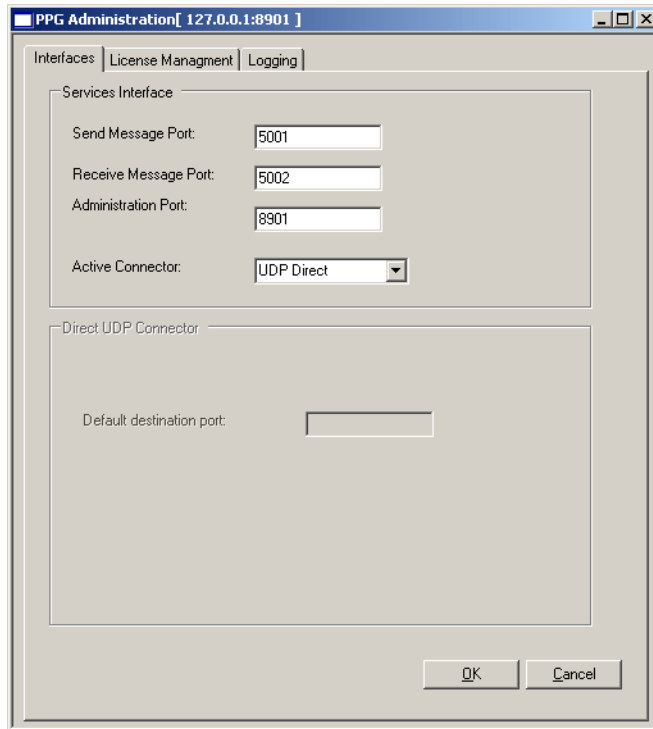 PPG Administration[ 127.0.0.1:8901 ]
Interfaces License Managment Logging
Services Interface
Send Message Port: 5001
Receive Message Port: 5002
Administration Port: 8901
Active Connector: UDP Direct
Direct UDP Connector
Default destination port:
OK Cancel